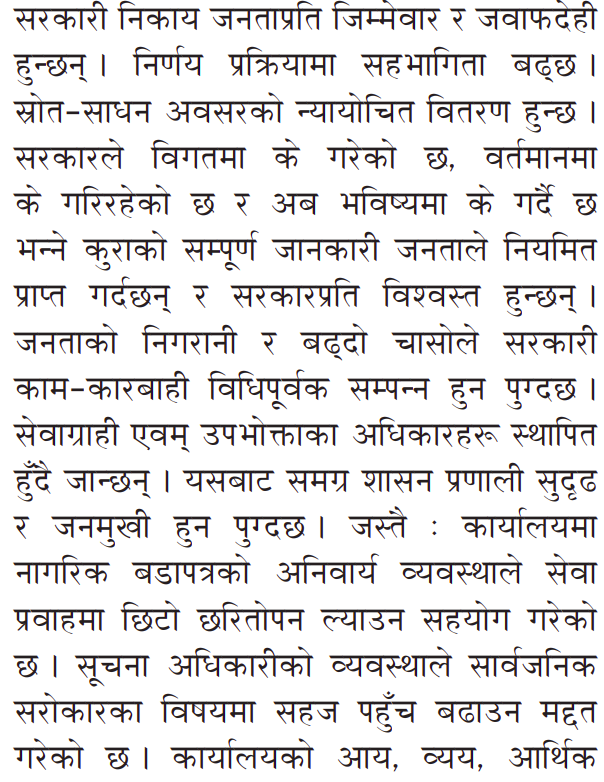 सरकारी निकाय जनताप्रति जिम्मेवार र जवाफदेही
हुन्छन् । निर्णय प्रक्रियामा सहभागिता बढ्छ ।
स्रोत-साधन अवसरको न्यायोचित वितरण हुन्छ ।
सरकारले विगतमा के गरेको छ, वर्तमानमा
के गरिरहेको छ र अब भविष्यमा के गर्दै छ
भन्ने कुराको सम्पूर्ण जानकारी जनताले नियमित
प्राप्त गर्दछन् र सरकारप्रति विश्वस्त हुन्छन् ।
जनताको निगरानी र बढ्दो चासोले सरकारी
काम-कारबाही विधिपूर्वक सम्पन्न हुन पुग्दछ ।
सेवाग्राही एवम् उपभोक्ताका अधिकारहरू स्थापित
हुँदै जान्छन् । यसबाट समग्र शासन प्रणाली सुदृढ
र जनमुखी हुन पुग्दछ । जस्तै : कार्यालयमा
नागरिक बडापत्रको अनिवार्य व्यवस्थाले सेवा
प्रवाहमा छिटो छरितोपन ल्याउन सहयोग गरेको
छ । सूचना अधिकारीको व्यवस्थाले सार्वजनिक
सरोकारका विषयमा सहज पहुँच बढाउन मद्दत
गरेको छ । कार्यालयको आय, व्यय, आर्थिक